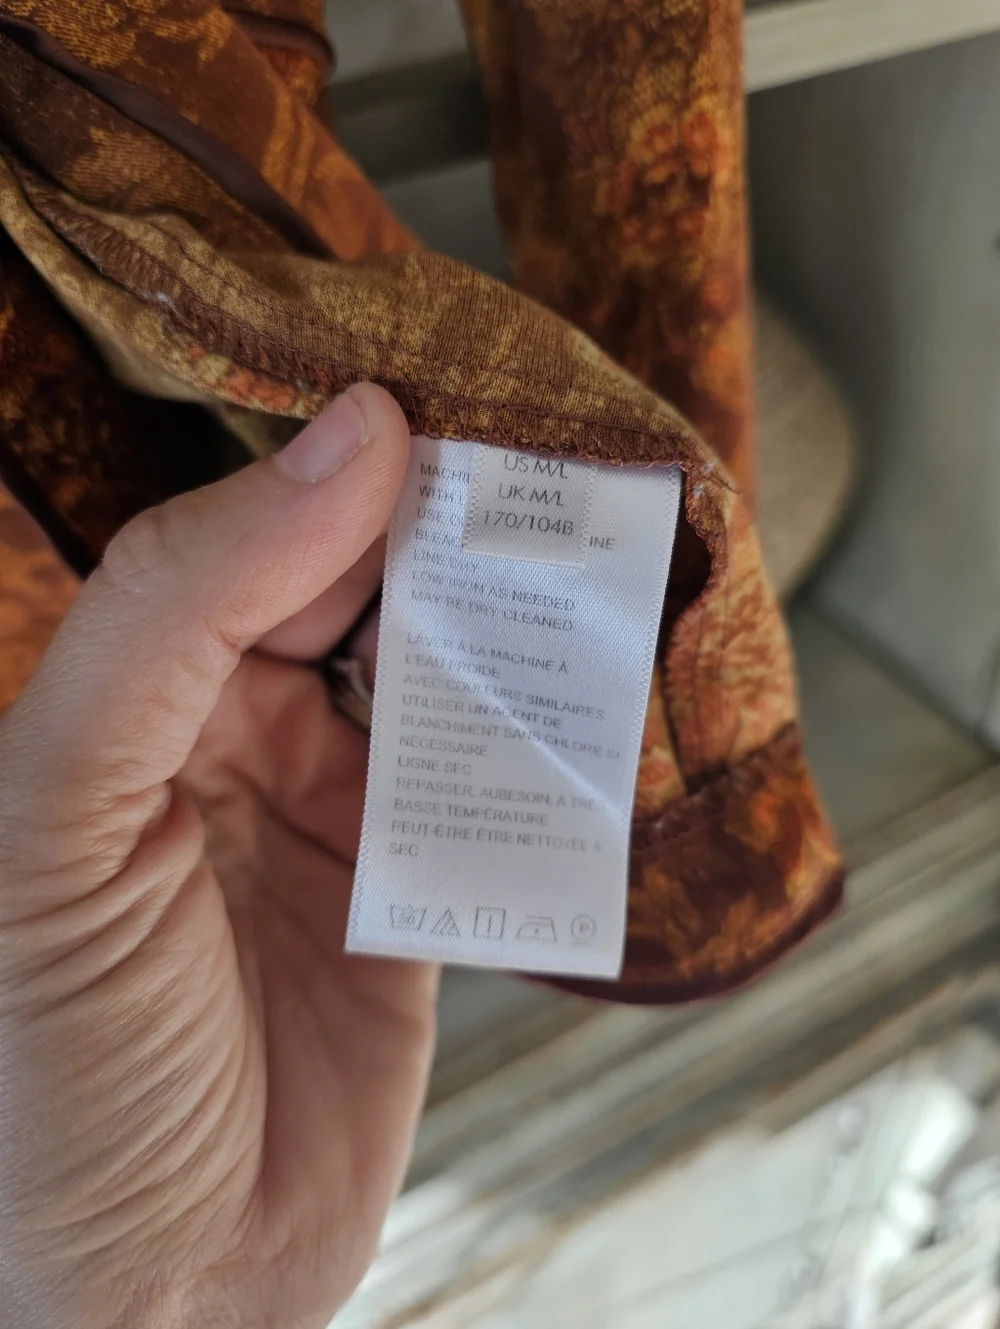 US M/L
UK M/L
170/104B
MACHI
WITH
USE C
BLEAC INE
LINE DRY
LOW IRON AS NEEDED
MAY BE DRY CLEANED
LAVER À LA MACHINE À
L'EAU FROIDE
AVEC COULEURS SIMILAIRES
UTILISER UN AGENT DE
BLANCHIMENT SANS CHLORE SI
NÉCESSAIRE
LIGNE SEC
REPASSER, AUBESOIN, À TRÈS
BASSE TEMPÉRATURE
PEUT-ÊTRE ÊTRE NETTOYÉE À
SEC
P